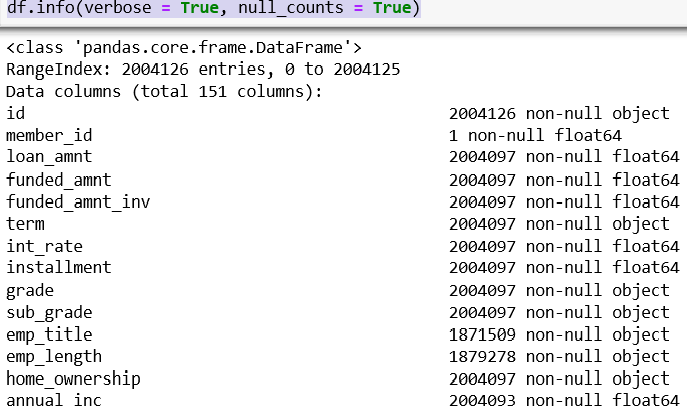 df.info(verbose = True, null_counts = True)
<class 'pandas.core.frame.DataFrame'>
RangeIndex: 2004126 entries, 0 to 2004125
Data columns (total 151 columns):
id 2004126 non-null object
member_id 1 non-null float64
loan_amnt 2004097 non-null float64
funded_amnt 2004097 non-null float64
funded_amnt_inv 2004097 non-null float64
term 2004097 non-null object
int_rate 2004097 non-null float64
installment 2004097 non-null float64
grade 2004097 non-null object
sub_grade 2004097 non-null object
emp_title 1871509 non-null object
emp_length 1879278 non-null object
home_ownership 2004097 non-null object
annual_inc 2004093 non-null float64